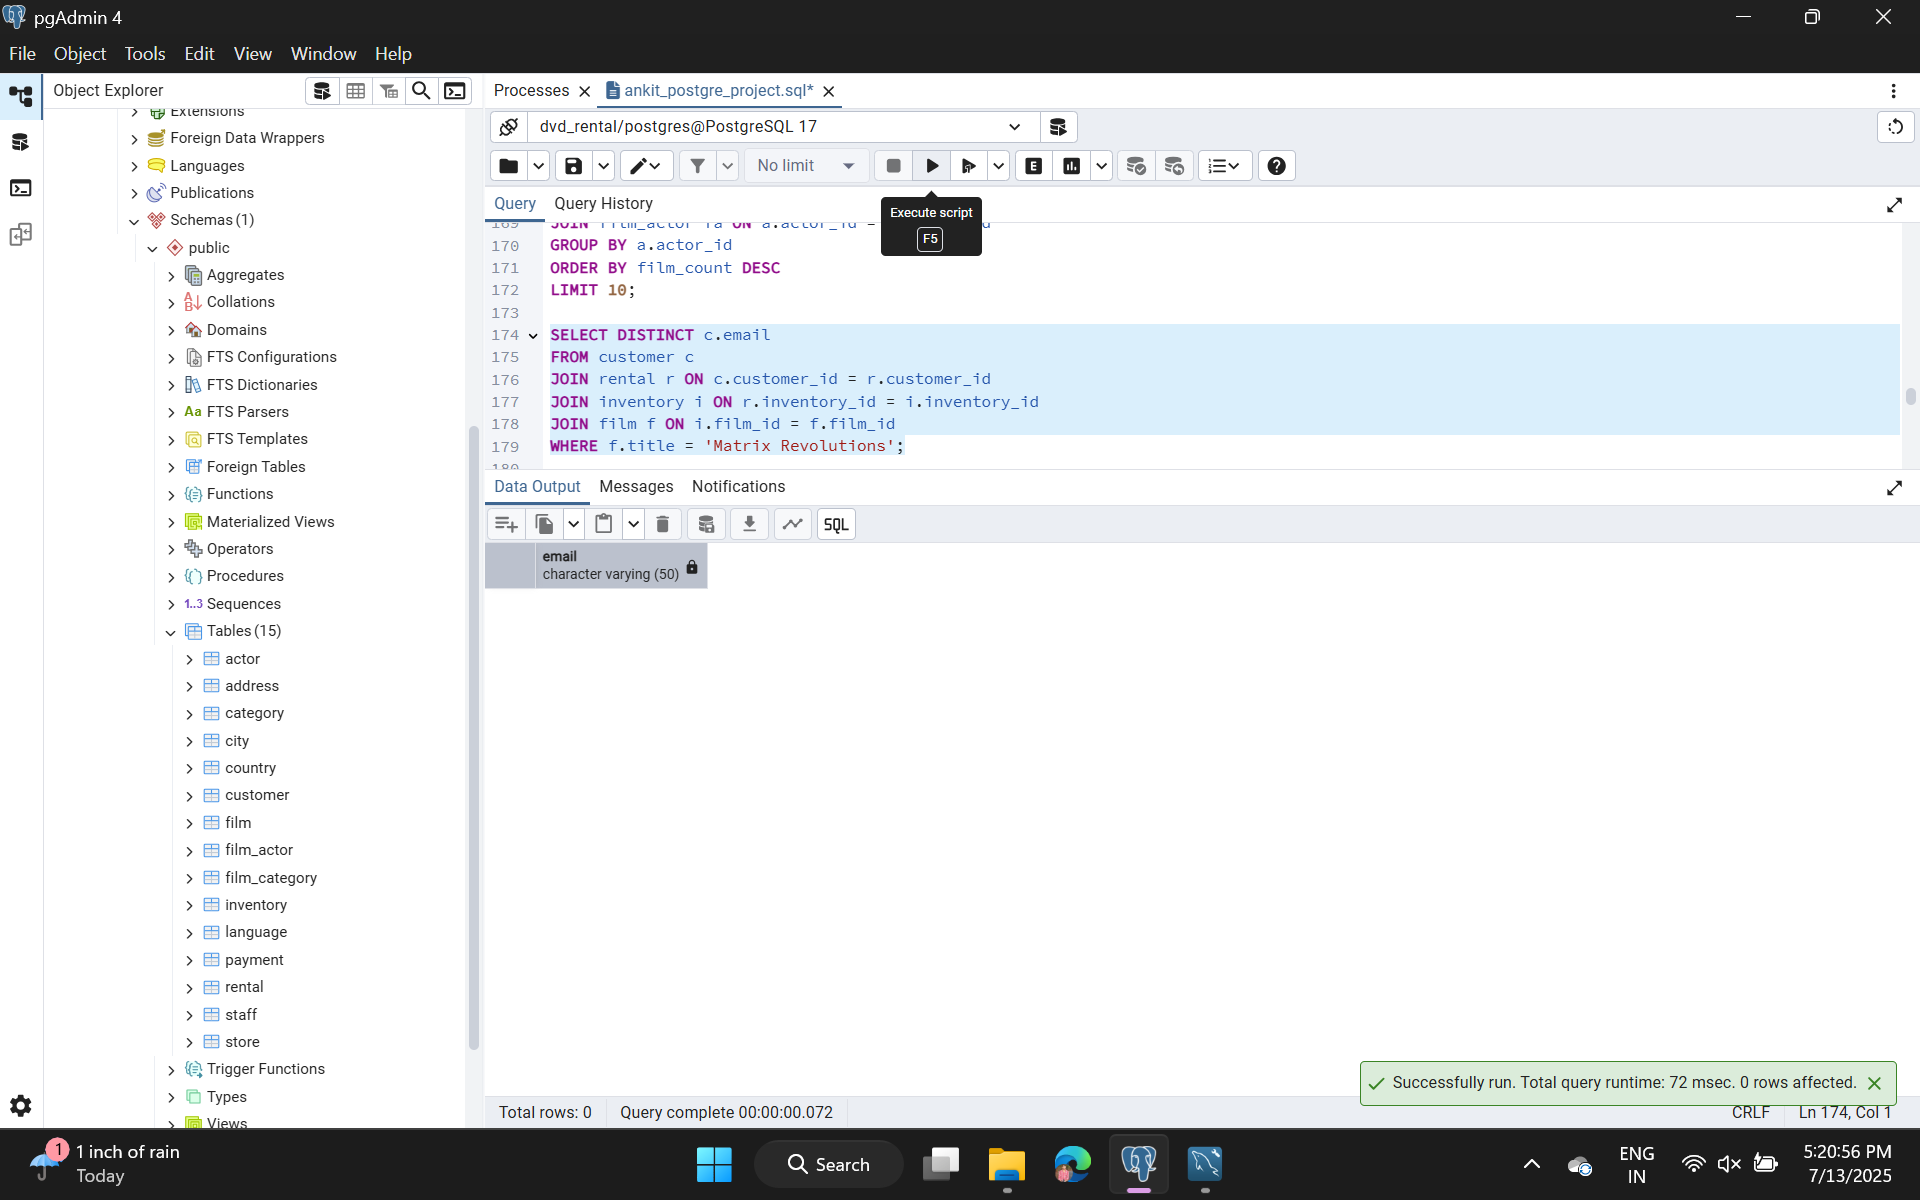 pgAdmin 4
File Object Tools Edit View Window Help
Object Explorer
Extensions
Foreign Data Wrappers
Languages
Publications
Schemas (1)
public
Aggregates
Collations
Domains
FTS Configurations
FTS Dictionaries
Aa FTS Parsers
FTS Templates
Foreign Tables
Functions
Materialized Views
Operators
Procedures
1..3 Sequences
Tables (15)
actor
address
category
city
country
customer
film
film_actor
film_category
inventory
language
payment
rental
staff
store
Trigger Functions
Types
Views
Processes ankit_postgre_project.sql*
dvd_rental/postgres@PostgreSQL 17
No limit E
Query Query History
Execute script
F5
169 JOIN film_actor fa ON a.actor_id =
170 GROUP BY a.actor_id
171 ORDER BY film_count DESC
172 LIMIT 10;
173
174 SELECT DISTINCT c.email
175 FROM customer c
176 JOIN rental r ON c.customer_id = r.customer_id
177 JOIN inventory i ON r.inventory_id = i.inventory_id
178 JOIN film f ON i.film_id = f.film_id
179 WHERE f.title = 'Matrix Revolutions';
180
Data Output Messages Notifications
SQL
email
character varying (50)
Successfully run. Total query runtime: 72 msec. 0 rows affected.
Total rows: 0 Query complete 00:00:00.072 CRLF Ln 174, Col 1
1
1 inch of rain
Today
Search
ENG
IN
5:20:56 PM
7/13/2025